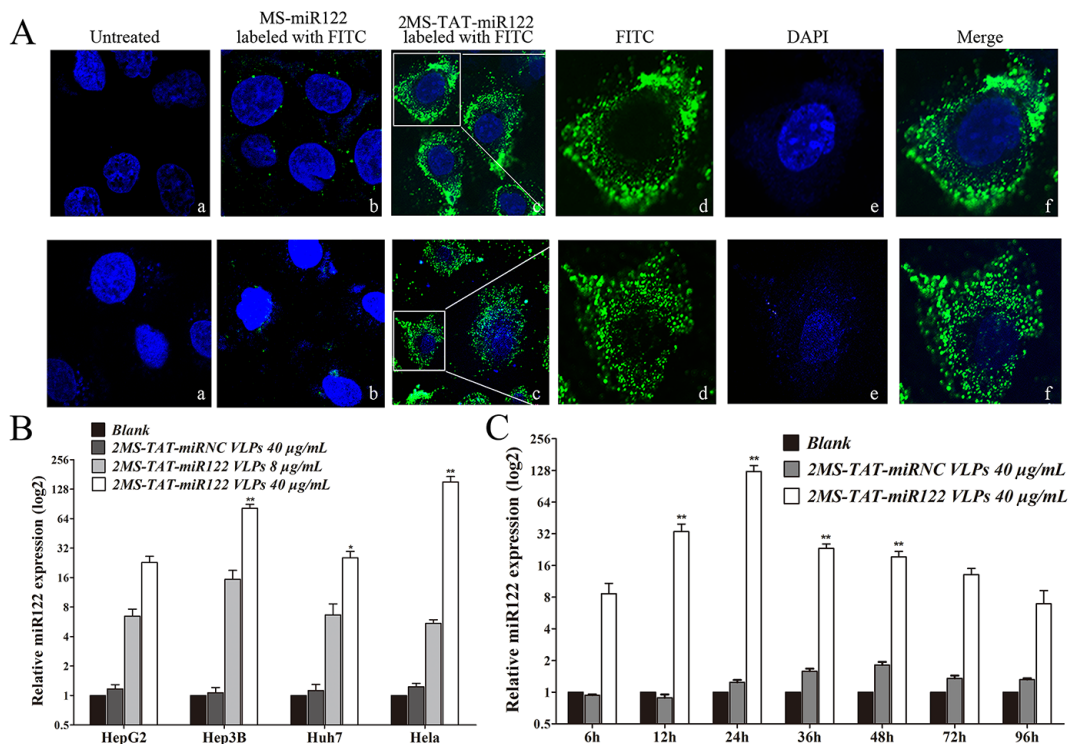 A
Untreated
MS-miR122
labeled with FITC
2MS-TAT-miR122
labeled with FITC
FITC
DAPI
Merge
a
b
c
d
e
f
a
b
c
d
e
f
B
Blank
2MS-TAT-miRNC VLPs 40 µg/mL
2MS-TAT-miR122 VLPs 8 µg/mL
2MS-TAT-miR122 VLPs 40 µg/mL
Relative miR122 expression (log2)
256
128
64
32
16
8
4
2
1
0.5
**
*
**
HepG2
Hep3B
Huh7
Hela
C
Blank
2MS-TAT-miRNC VLPs 40 µg/mL
2MS-TAT-miR122 VLPs 40 µg/mL
Relative miR122 expression (log2)
256
128
64
32
16
8
4
2
1
0.5
**
**
**
**
6h
12h
24h
36h
48h
72h
96h